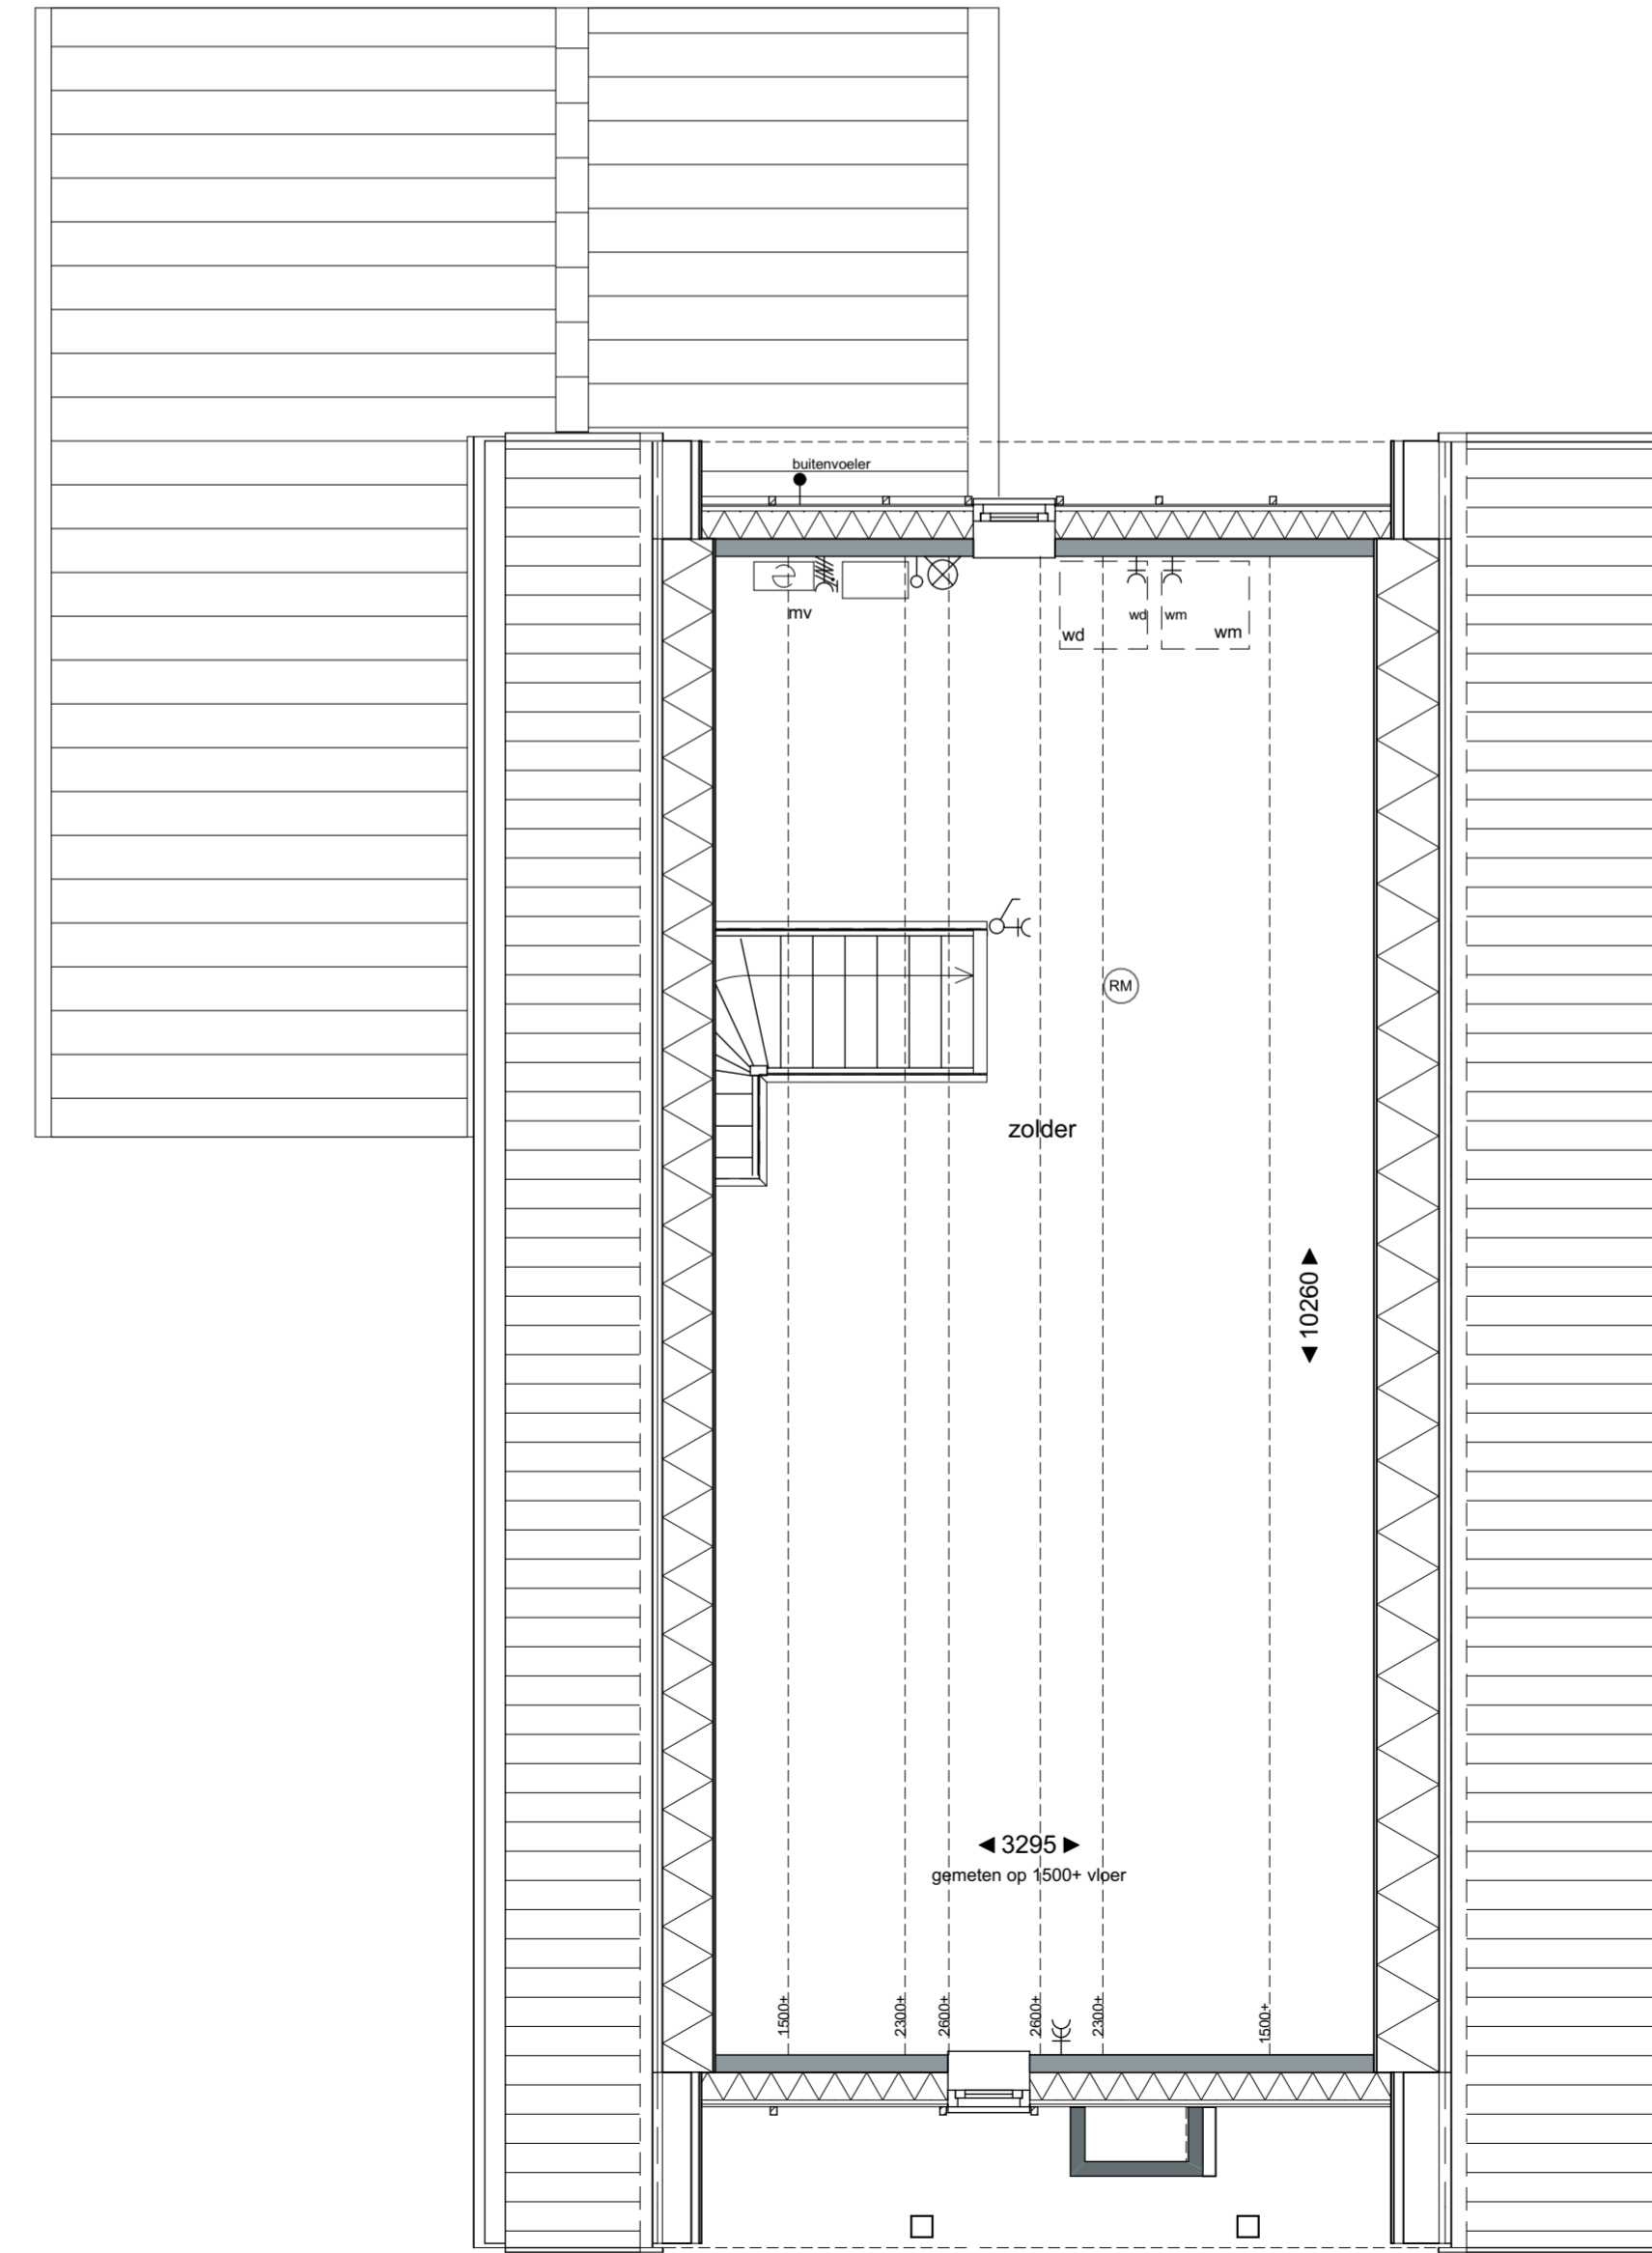 buitenvoeler
e
mv
wd
wd
wm
wm
RM
zolder
10260
3295
gemeten op 1500+ vloer
1500+
2300+
2600+
2600+
2300+
1500+